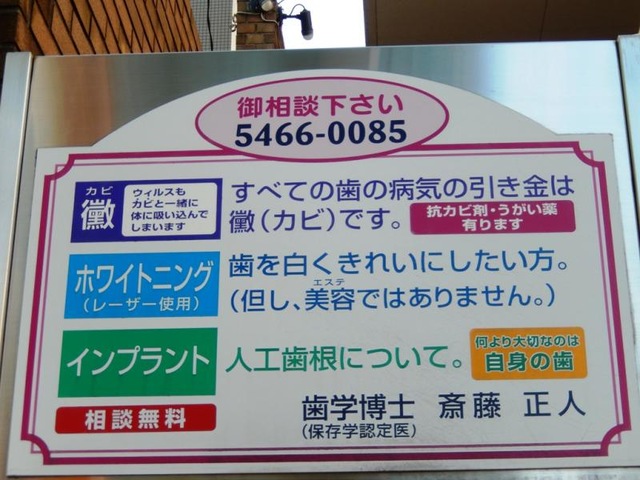 御相談下さい
5466-0085
カビ
黴
ウィルスも
カビと一緒に
体に吸い込んで
しまいます
すべての歯の病気の引き金は
黴（カビ）です。
抗カビ剤・うがい薬
有ります
ホワイトニング
（レーザー使用）
歯を白くきれいにしたい方。
エステ
（但し、美容ではありません。）
インプラント
人工歯根について。
何より大切なのは
自身の歯
相談無料
歯学博士 斎藤 正人
（保存学認定医）